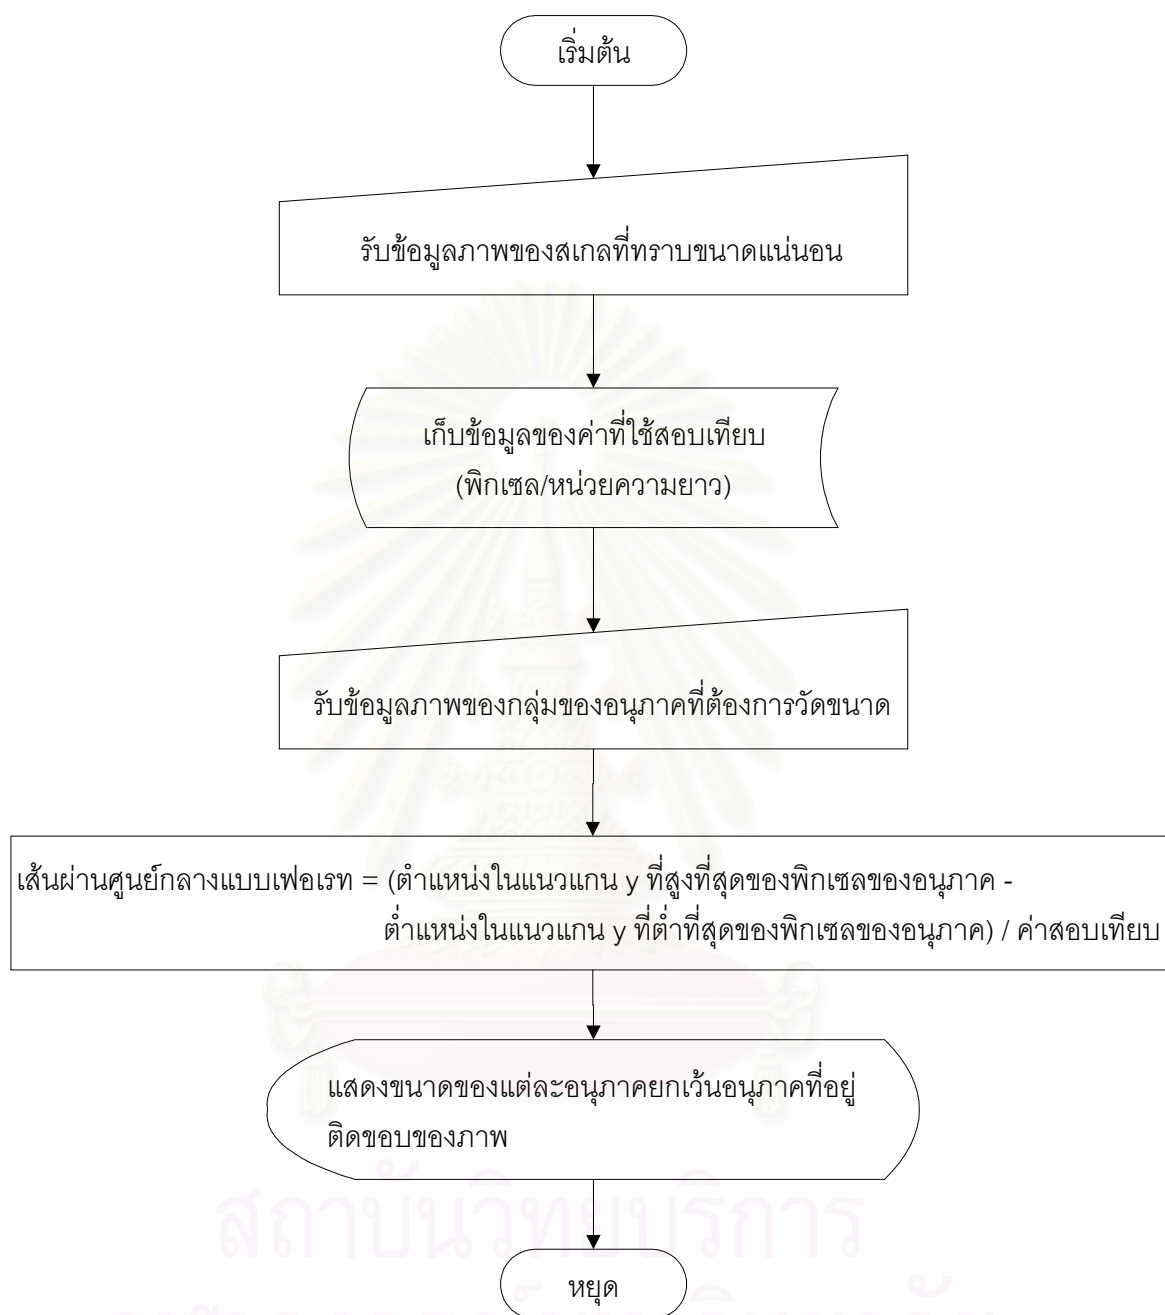 เริ่มต้น
รับข้อมูลภาพของสเกลที่ทราบขนาดแน่นอน
เก็บข้อมูลของค่าที่ใช้สอบเทียบ
(พิกเซล/หน่วยความยาว)
รับข้อมูลภาพของกลุ่มของอนุภาคที่ต้องการวัดขนาด
เส้นผ่านศูนย์กลางแบบเฟอเรท = (ตำแหน่งในแนวแกน y ที่สูงที่สุดของพิกเซลของอนุภาค -
ต่ำแหน่งในแนวแกน y ที่ต่ำที่สุดของพิกเซลของอนุภาค) / ค่าสอบเทียบ
แสดงขนาดของแต่ละอนุภาคยกเว้นอนุภาคที่อยู่
ติดขอบของภาพ
สถาบันวิทยบริการ
หยุด